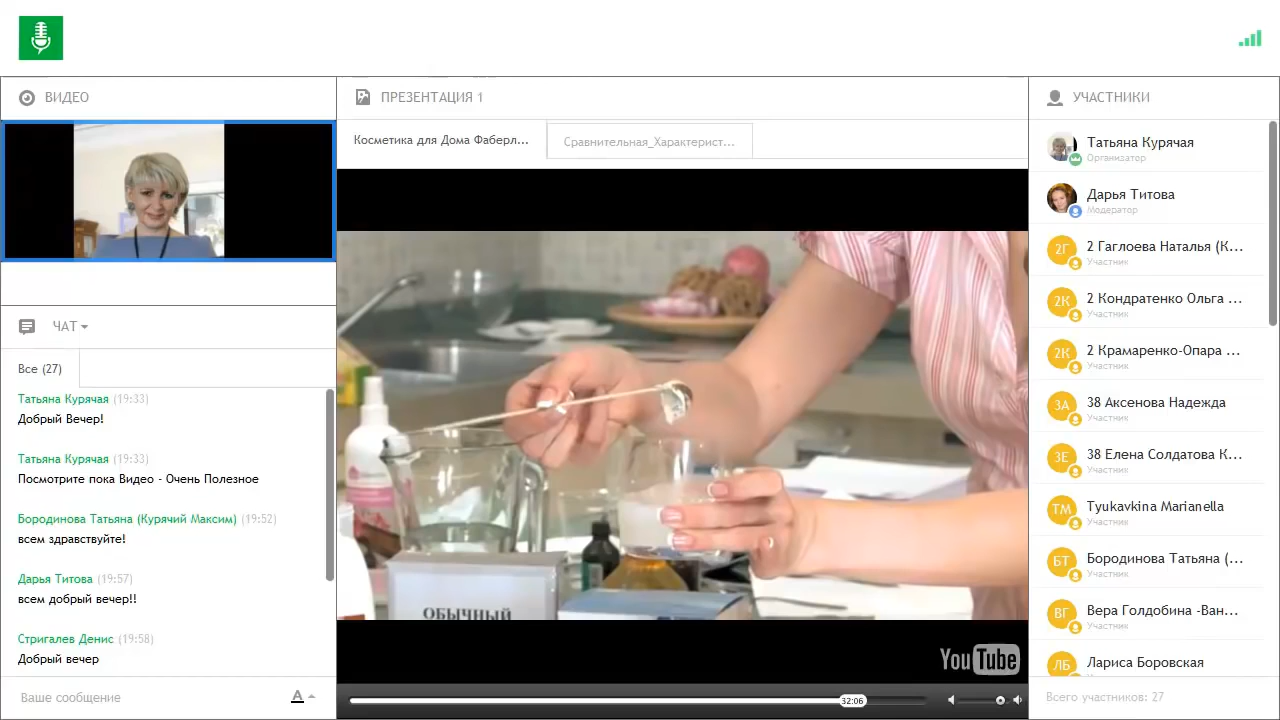 ВИДЕО
ЧАТ
Все (27)
Татьяна Курячая (19:33)
Добрый Вечер!
Татьяна Курячая (19:33)
Посмотрите пока Видео - Очень Полезное
Бородинова Татьяна (Курячий Максим) (19:52)
всем здравствуйте!
Дарья Титова (19:57)
всем добрый вечер!!
Стригалев Денис (19:58)
Добрый вечер
Ваше сообщение
A
ПРЕЗЕНТАЦИЯ 1
Косметика для Дома Фаберл...
Сравнительная_Характерист...
ОБЫЧНЫЙ
YouTube
32:06
УЧАСТНИКИ
Татьяна Курячая
Организатор
Дарья Титова
Модератор
2Г
2 Гаглоева Наталья (К...
Участник
2К
2 Кондратенко Ольга ...
Участник
2К
2 Крамаренко-Опара ...
Участник
3А
38 Аксенова Надежда
Участник
3Е
38 Елена Солдатова К...
Участник
TM
Tyukavkina Marianella
Участник
БТ
Бородинова Татьяна (...
Участник
ВГ
Вера Голдобина -Ван...
Участник
ЛБ
Лариса Боровская
Всего участников: 27